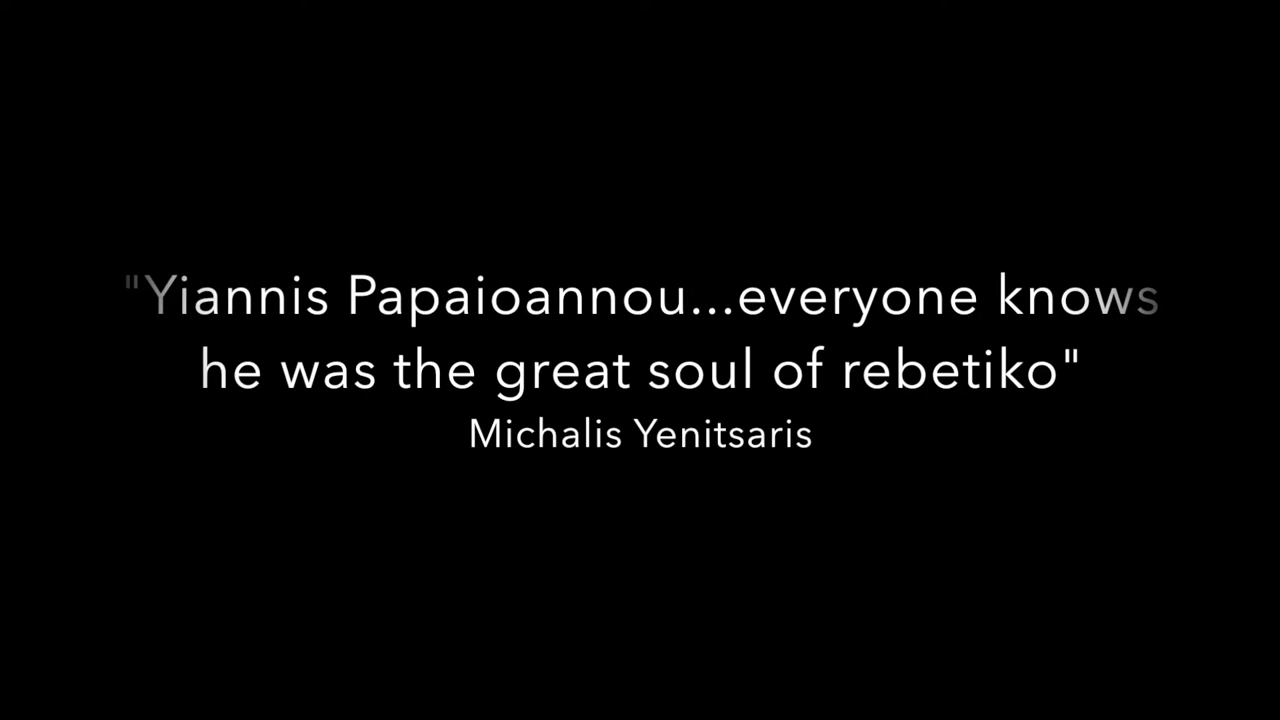 "Yiannis Papaioannou...everyone knows
he was the great soul of rebetiko"
Michalis Yenitsaris